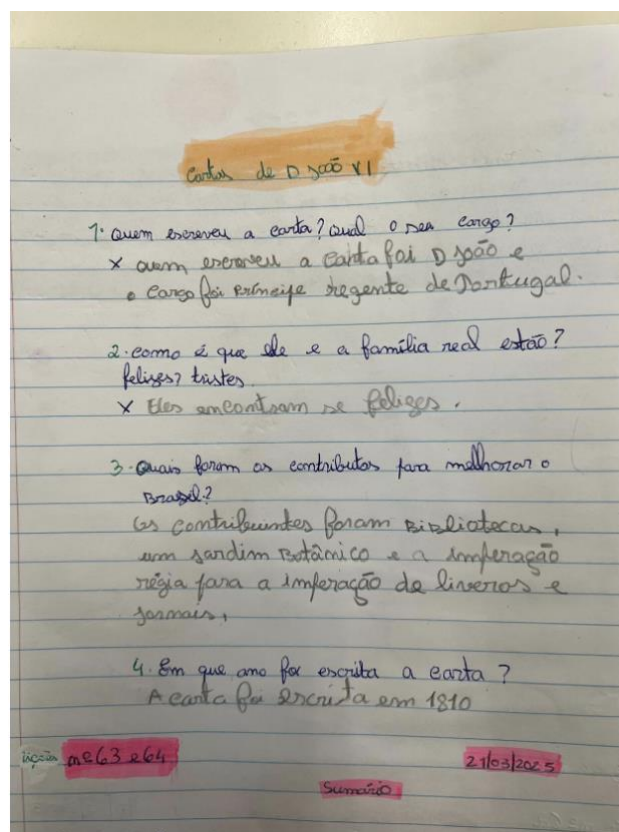 Cartas de D João VI
1. Quem escreveu a carta? Qual o seu cargo?
x Quem escreveu a carta foi D João e
o cargo foi Príncipe regente de Portugal.
2. como é que ele e a família real estão?
felizes? tristes.
x Eles encontram se felizes.
3. Quais foram os contributos para melhorar o
Brasil?
Os contribuintes foram Bibliotecas,
um jardim Botânico e a imperação
régia para a imperação de liveros e
jornais,
4. Em que ano foi escrita a carta?
A carta foi escrita em 1810
lições nº 63 e 64 21/03/2025
Sumário